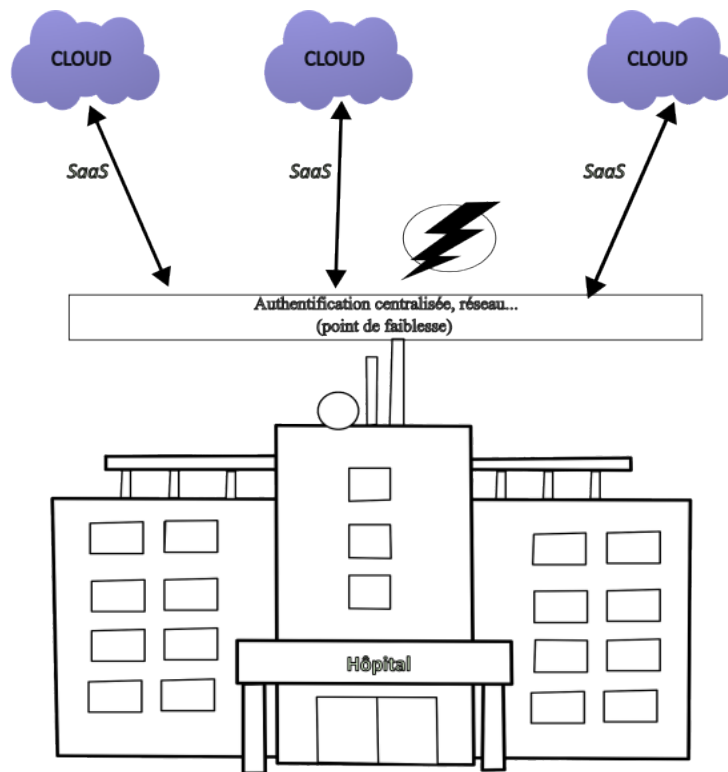 CLOUD
CLOUD
CLOUD
SaaS
SaaS
SaaS
Authentification centralisée, réseau...
(point de faiblesse)
Hôpital